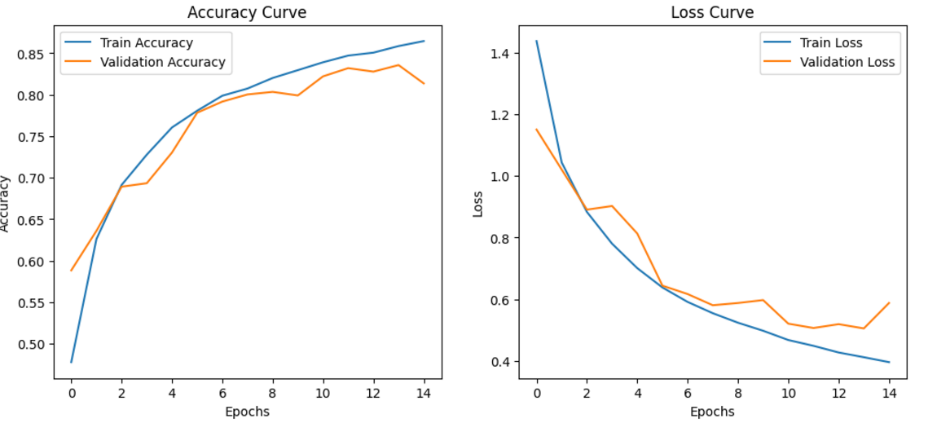 Accuracy Curve
Train Accuracy
Validation Accuracy
Accuracy
0.85
0.80
0.75
0.70
0.65
0.60
0.55
0.50
0 2 4 6 8 10 12 14
Epochs
Loss Curve
Train Loss
Validation Loss
Loss
1.4
1.2
1.0
0.8
0.6
0.4
0 2 4 6 8 10 12 14
Epochs